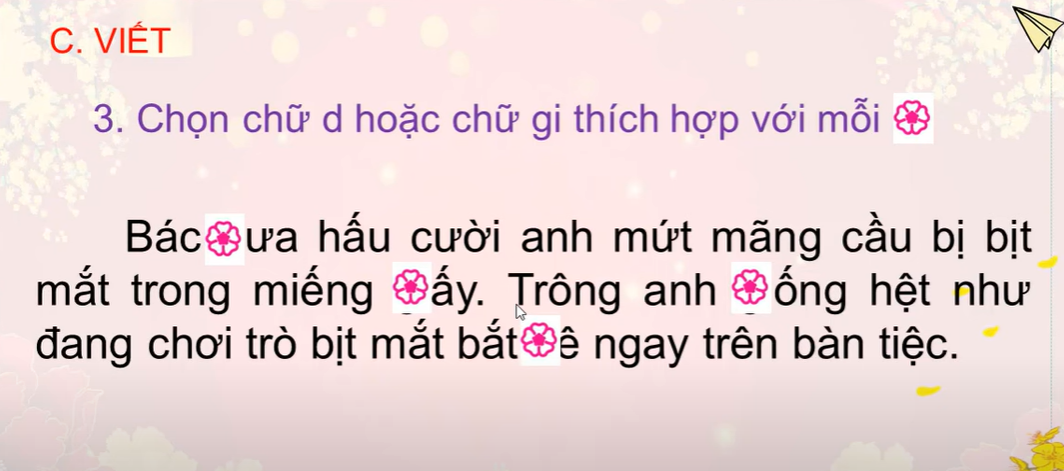 C. VIẾT
3. Chọn chữ d hoặc chữ gi thích hợp với mỗi
Bác ưa hấu cười anh mứt mãng cầu bị bịt
mắt trong miếng ấy. Trông anh ống hệt như
đang chơi trò bịt mắt bắt ê ngay trên bàn tiệc.